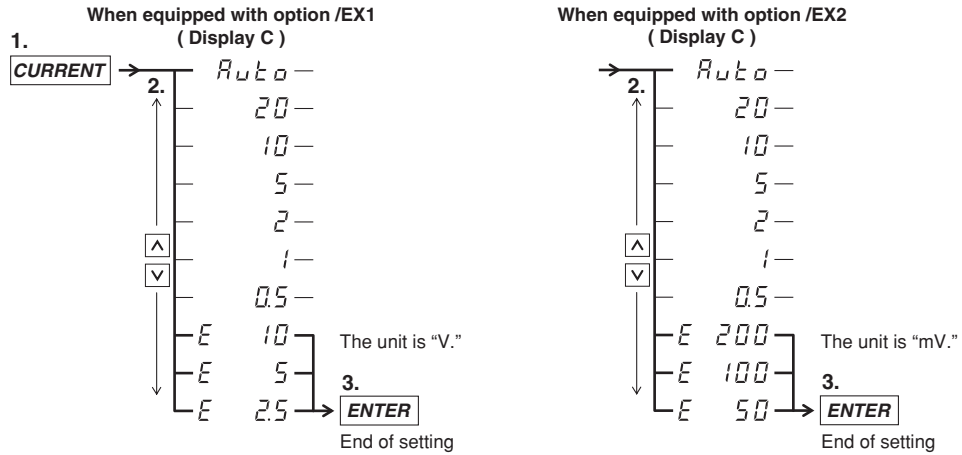 When equipped with option /EX1
( Display C )
1.
CURRENT
2.
Auto
20
10
5
2
1
0.5
E 10
E 5
E 2.5
The unit is “V.”
3.
ENTER
End of setting
When equipped with option /EX2
( Display C )
2.
Auto
20
10
5
2
1
0.5
E 200
E 100
E 50
The unit is “mV.”
3.
ENTER
End of setting